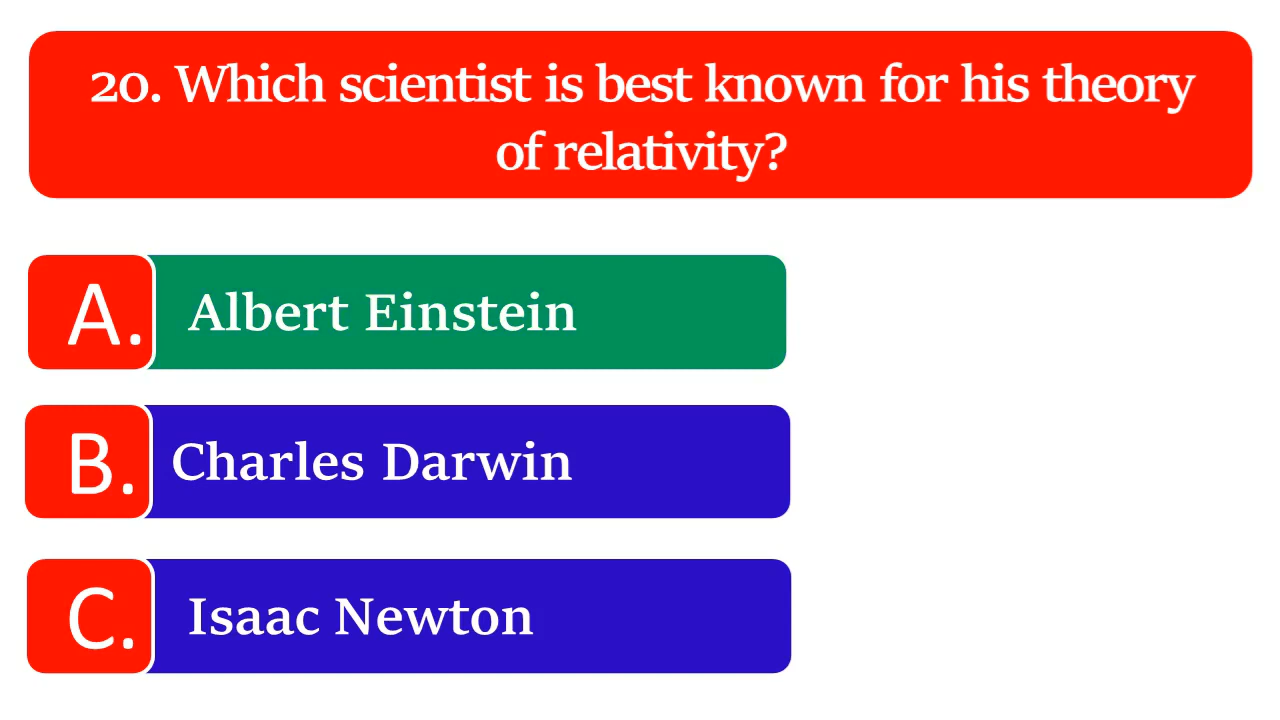 20. Which scientist is best known for his theory
of relativity?
A. Albert Einstein
B. Charles Darwin
C. Isaac Newton